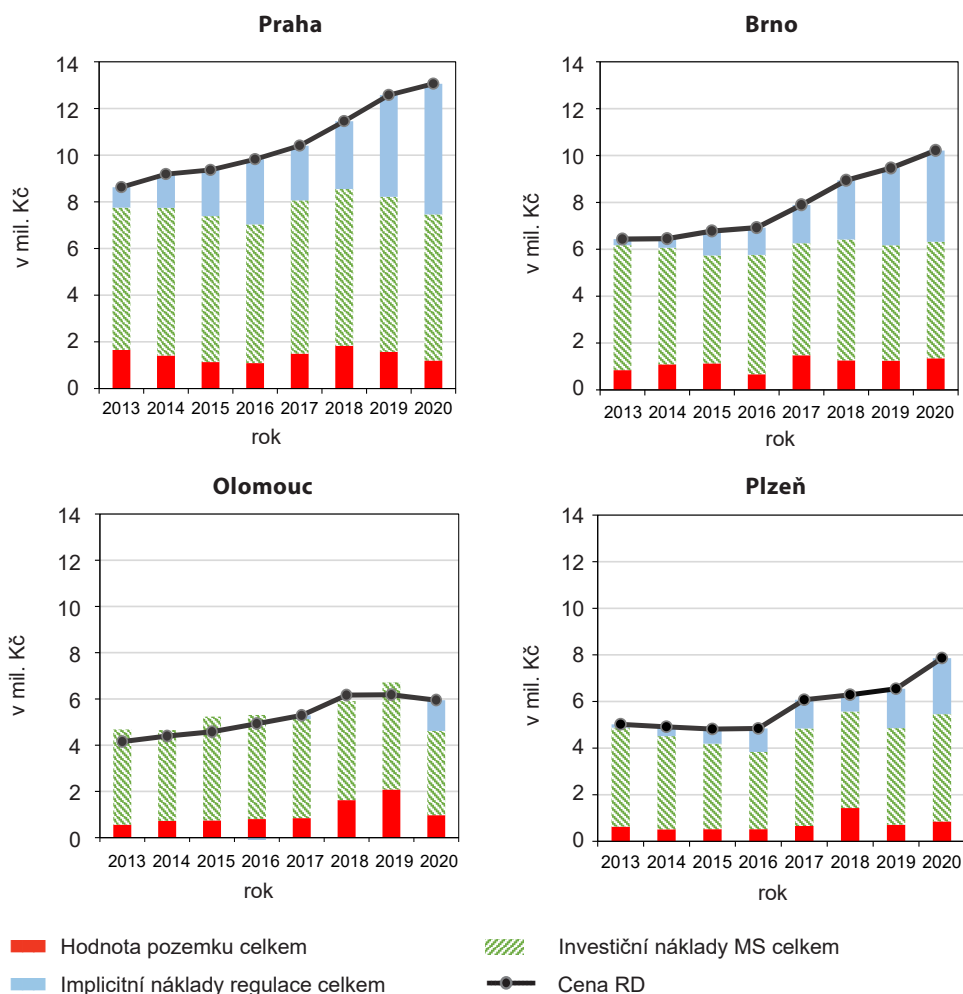 Praha
14
12
10
8
6
4
2
0
v mil. Kč
2013 2014 2015 2016 2017 2018 2019 2020
rok
Brno
14
12
10
8
6
4
2
0
v mil. Kč
2013 2014 2015 2016 2017 2018 2019 2020
rok
Olomouc
14
12
10
8
6
4
2
0
v mil. Kč
2013 2014 2015 2016 2017 2018 2019 2020
rok
Plzeň
14
12
10
8
6
4
2
0
v mil. Kč
2013 2014 2015 2016 2017 2018 2019 2020
rok
Hodnota pozemku celkem
Investiční náklady MS celkem
Implicitní náklady regulace celkem
Cena RD